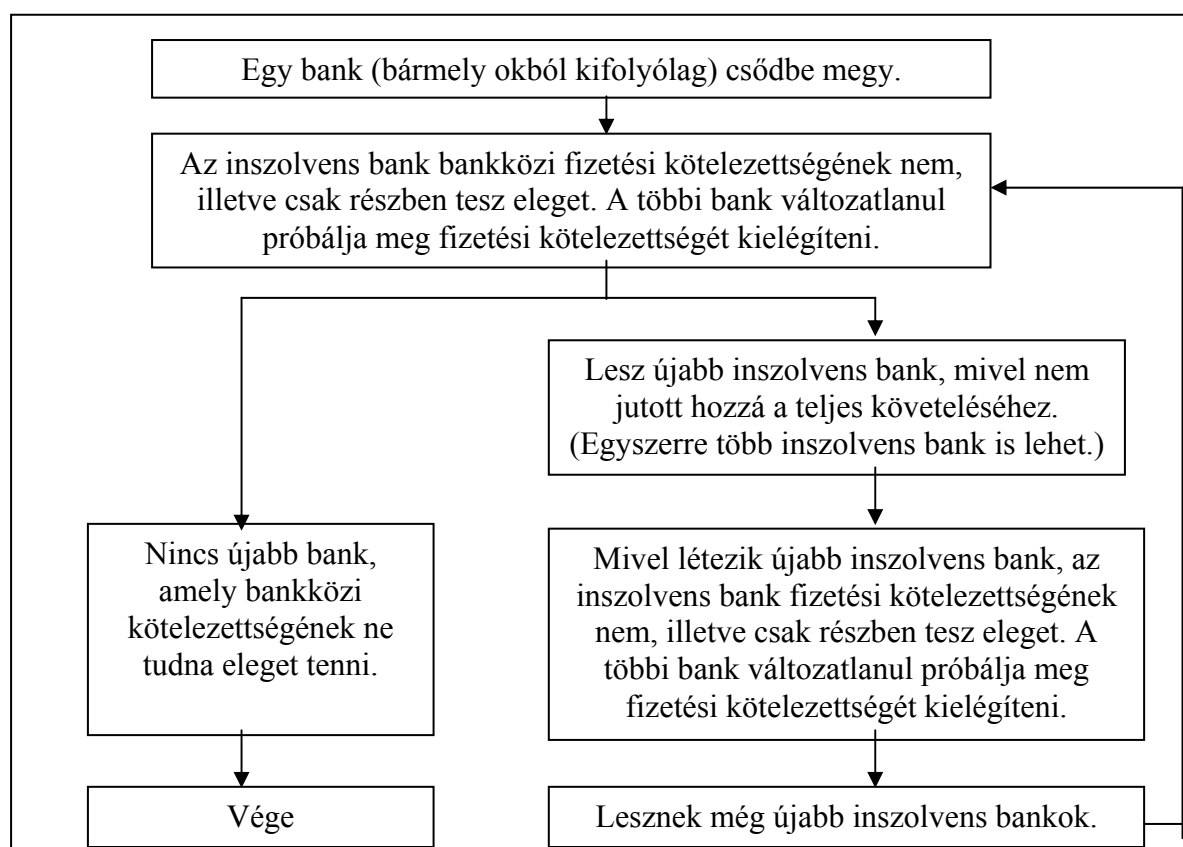 Egy bank (bármely okból kifolyólag) csődbe megy.
Az inszolvens bank bankközi fizetési kötelezettségének nem,
illetve csak részben tesz eleget. A többi bank változatlanul
próbálja meg fizetési kötelezettségét kielégíteni.
Lesz újabb inszolvens bank, mivel nem
jutott hozzá a teljes követeléséhez.
(Egyszerre több inszolvens bank is lehet.)
Nincs újabb bank,
amely bankközi
kötelezettségének ne
tudna eleget tenni.
Mivel létezik újabb inszolvens bank, az
inszolvens bank fizetési kötelezettségének
nem, illetve csak részben tesz eleget. A
többi bank változatlanul próbálja meg
fizetési kötelezettségét kielégíteni.
Vége
Lesznek még újabb inszolvens bankok.